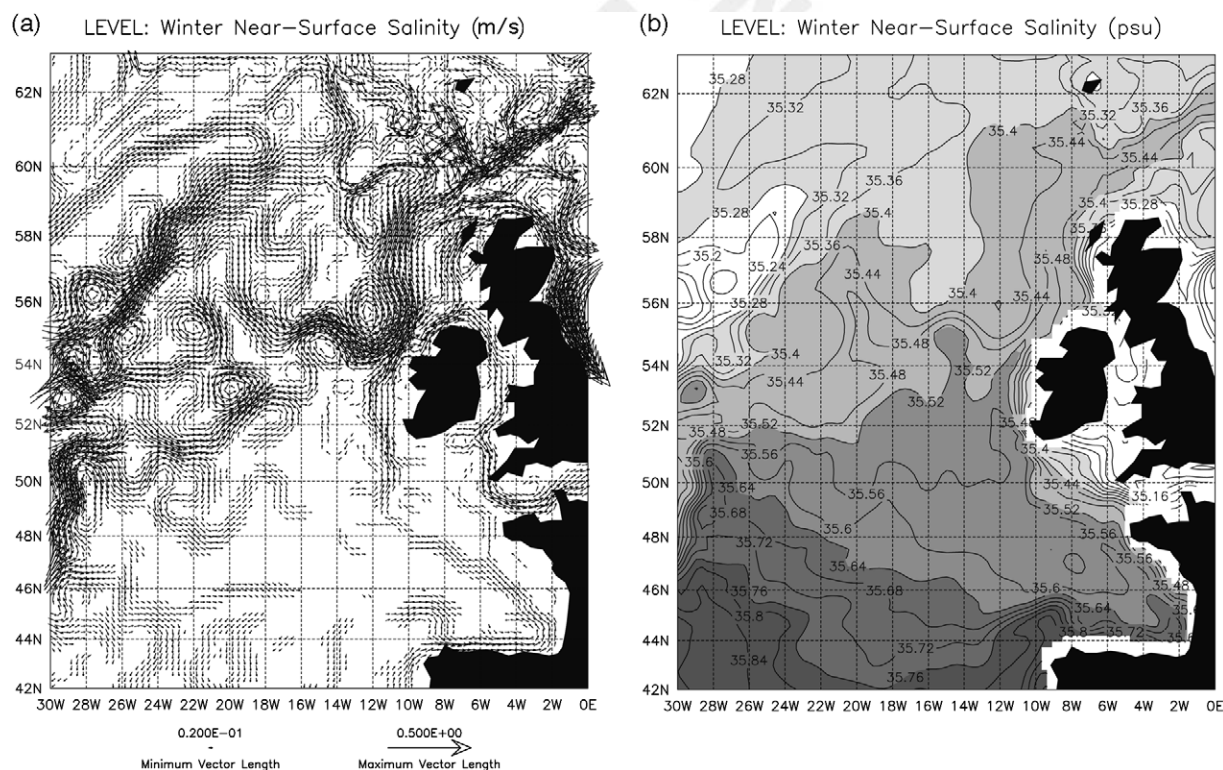 (a) LEVEL: Winter Near-Surface Salinity (m/s)
62N
60N
58N
56N
54N
52N
50N
48N
46N
44N
42N
30W 28W 26W 24W 22W 20W 18W 16W 14W 12W 10W 8W 6W 4W 2W 0E
0.200E-01
Minimum Vector Length
0.500E+00
Maximum Vector Length
(b) LEVEL: Winter Near-Surface Salinity (psu)
62N
60N
58N
56N
54N
52N
50N
48N
46N
44N
42N
35.28
35.32
35.36
35.32
35.4
35.44
35.44
35.36
35.32
35.28
35.4
35.28
35.4
35.36
35.2
35.24
35.44
35.48
35.28
35.4
35.44
35.48
35.32
35.4
35.44
35.48
35.52
35.52
35.48
35.52
35.48
35.4
35.6
35.56
35.64
35.56
35.44
35.16
35.52
35.68
35.6
35.56
35.56
35.72
35.64
35.76
35.68
35.6
35.48
35.64
35.8
35.8
35.72
35.84
35.72
35.76
30W 28W 26W 24W 22W 20W 18W 16W 14W 12W 10W 8W 6W 4W 2W 0E